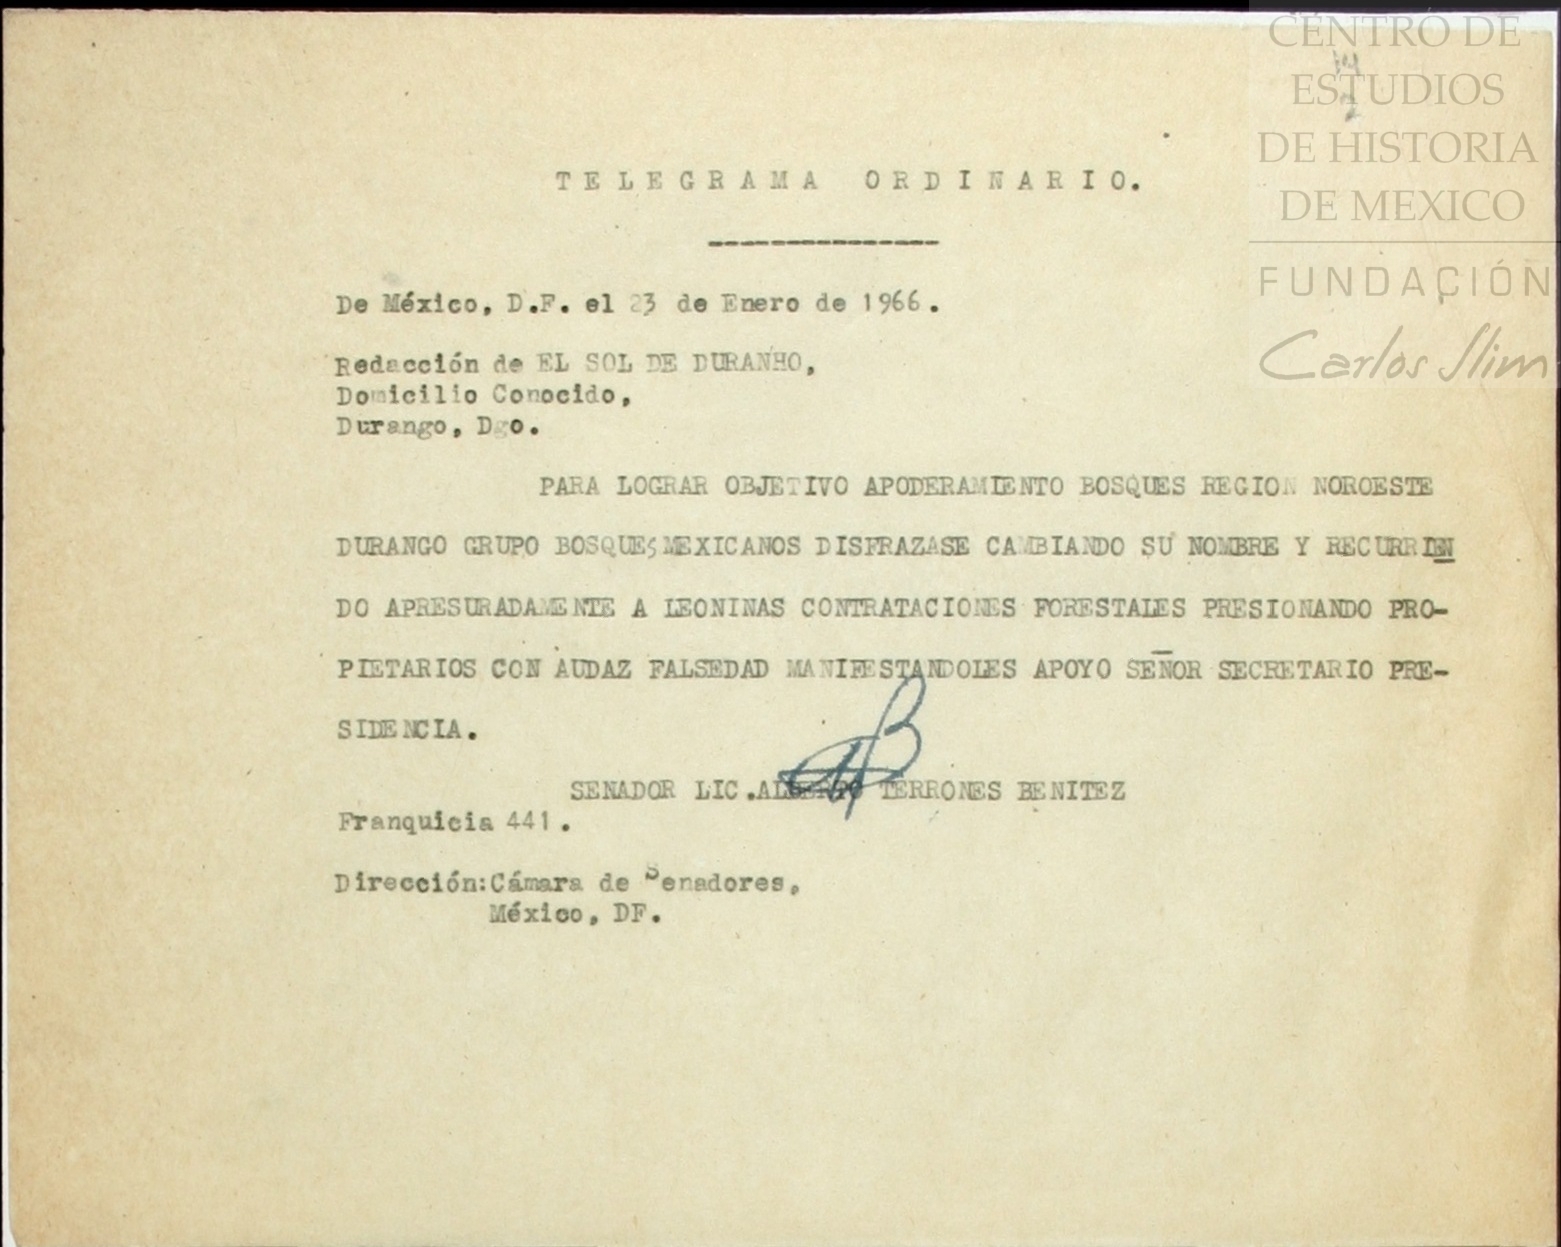 CENTRO DE
ESTUDIOS
DE HISTORIA
DE MEXICO
FUNDACIÓN
Carlos Slim
TELEGRAMA ORDINARIO.
De México, D.F. el 23 de Enero de 1966.
Redacción de EL SOL DE DURANHO,
Domicilio Conocido,
Durango, Dgo.
PARA LOGRAR OBJETIVO APODERAMIENTO BOSQUES REGION NOROESTE
DURANGO GRUPO BOSQUES MEXICANOS DISFRAZASE CAMBIANDO SU NOMBRE Y RECURRIEN
DO APRESURADAMENTE A LEONINAS CONTRATACIONES FORESTALES PRESIONANDO PRO-
PIETARIOS CON AUDAZ FALSEDAD MANIFESTANDOLES APOYO SEÑOR SECRETARIO PRE-
SIDENCIA.
SENADOR LIC.ALBERTO TERRONES BENITEZ
Franquicia 441.
Dirección:Cámara de Senadores,
México, DF.